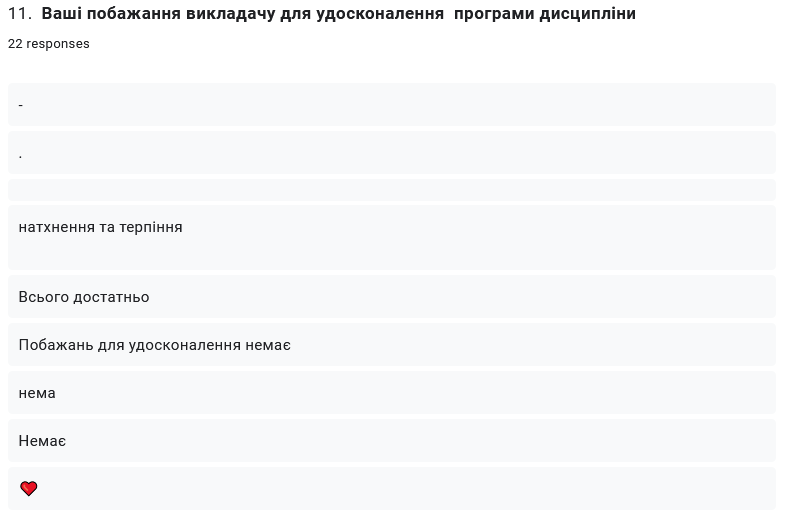 11. Ваші побажання викладачу для удосконалення програми дисципліни
22 responses
-
.
натхнення та терпіння
Всього достатньо
Побажань для удосконалення немає
нема
Немає
❤️